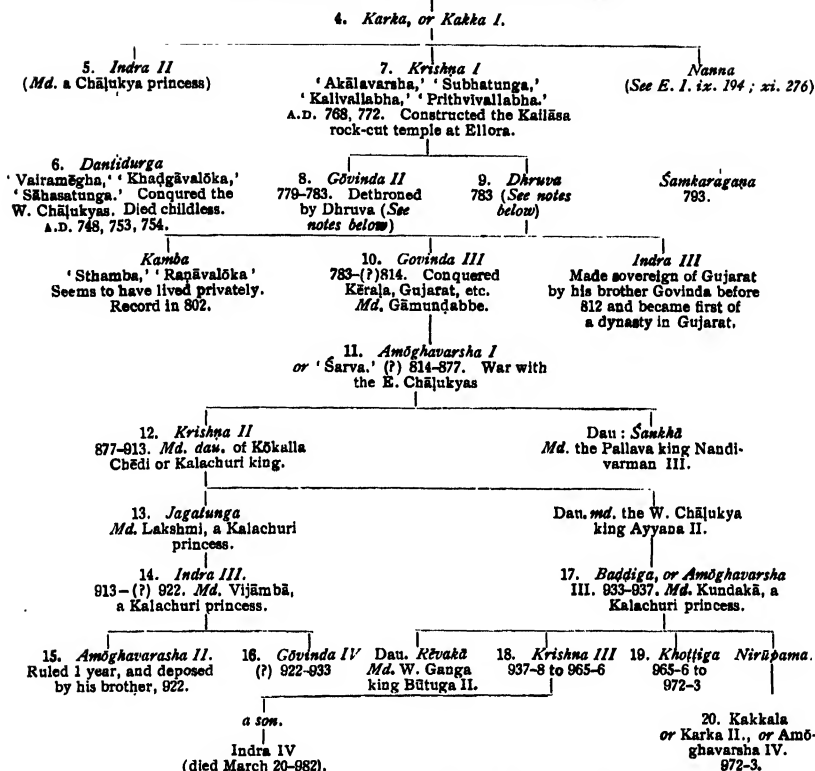 4. Karka, or Kakka I.
5. Indra II
(Md. a Chāḷukya princess)
7. Krishṇa I
'Akālavarsha,' 'Subhatunga,'
'Kalivallabha,' 'Prithvivallabha.'
A.D. 768, 772. Constructed the Kailāsa
rock-cut temple at Ellora.
Nanna
(See E. I. ix. 194 ; xi. 276)
6. Dantidurga
'Vairamēgha,' 'Khaḍgāvalōka,'
'Sāhasatunga.' Conqured the
W. Chāḷukyas. Died childless.
A.D. 748, 753, 754.
8. Gōvinda II
779-783. Dethroned
by Dhruva (See
notes below)
9. Dhruva
783 (See notes
below)
Śamkaragaṇa
793.
Kamba
'Sthamba,' 'Raṇāvalōka'
Seems to have lived privately.
Record in 802.
10. Govinda III
783-(?)814. Conquered
Kērala, Gujarat, etc.
Md. Gāmuṇḍabbe.
Indra III
Made sovereign of Gujarat
by his brother Govinda before
812 and became first of
a dynasty in Gujarat.
11. Amōghavarsha I
or 'Śarva.' (?) 814-877. War with
the E. Chāḷukyas
12. Krishṇa II
877-913. Md. dau. of Kōkalla
Chēdi or Kalachuri king.
Dau : Śankhā
Md. the Pallava king Nandi-
varman III.
13. Jagatunga
Md. Lakshmi, a Kalachuri
princess.
Dau. md. the W. Chāḷukya
king Ayyana II.
14. Indra III.
913-(?) 922. Md. Vijāmbā,
a Kalachuri princess.
17. Baḍḍiga, or Amōghavarsha
III. 933-937. Md. Kundakā, a
Kalachuri princess.
15. Amōghavarasha II.
Ruled 1 year, and deposed
by his brother, 922.
16. Gōvinda IV
(?) 922-933
Dau. Rēvakā
Md. W. Ganga
king Būtuga II.
18. Krishṇa III
937-8 to 965-6
19. Khoṭṭiga
965-6 to
972-3
Nirūpama.
a son.
Indra IV
(died March 20-982).
20. Kakkala
or Karka II., or Amō-
ghavarsha IV.
972-3.